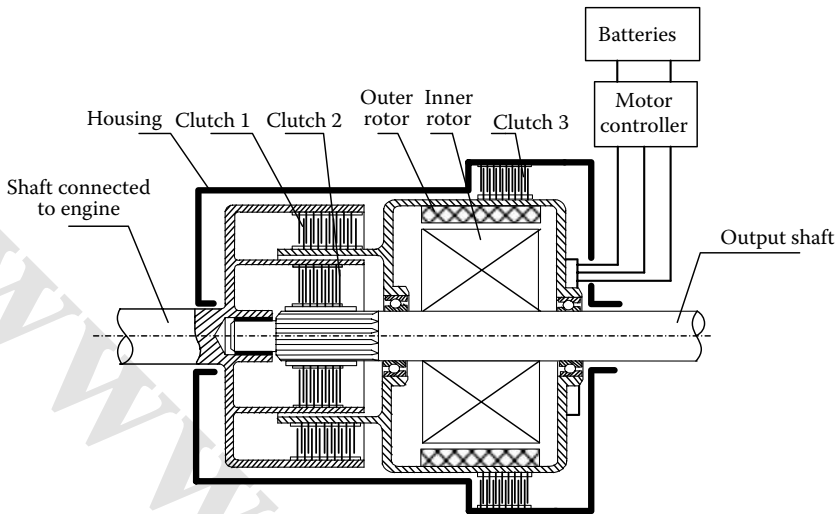 Batteries
Motor
controller
Outer
rotor
Inner
rotor
Housing
Clutch 1
Clutch 2
Clutch 3
Shaft connected
to engine
Output shaft
WWW